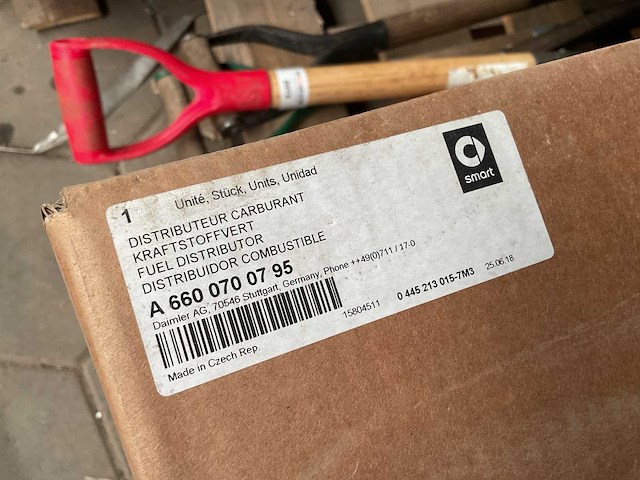 smart
1 Unité, Stück, Units, Unidad
DISTRIBUTEUR CARBURANT
KRAFTSTOFFVERT
FUEL DISTRIBUTOR
DISTRIBUIDOR COMBUSTIBLE
A 660 070 07 95
Daimler AG, 70546 Stuttgart, Germany, Phone ++49(0)711 / 17-0
15804511 0 445 213 015-7M3 25.06.18
Made in Czech Rep.